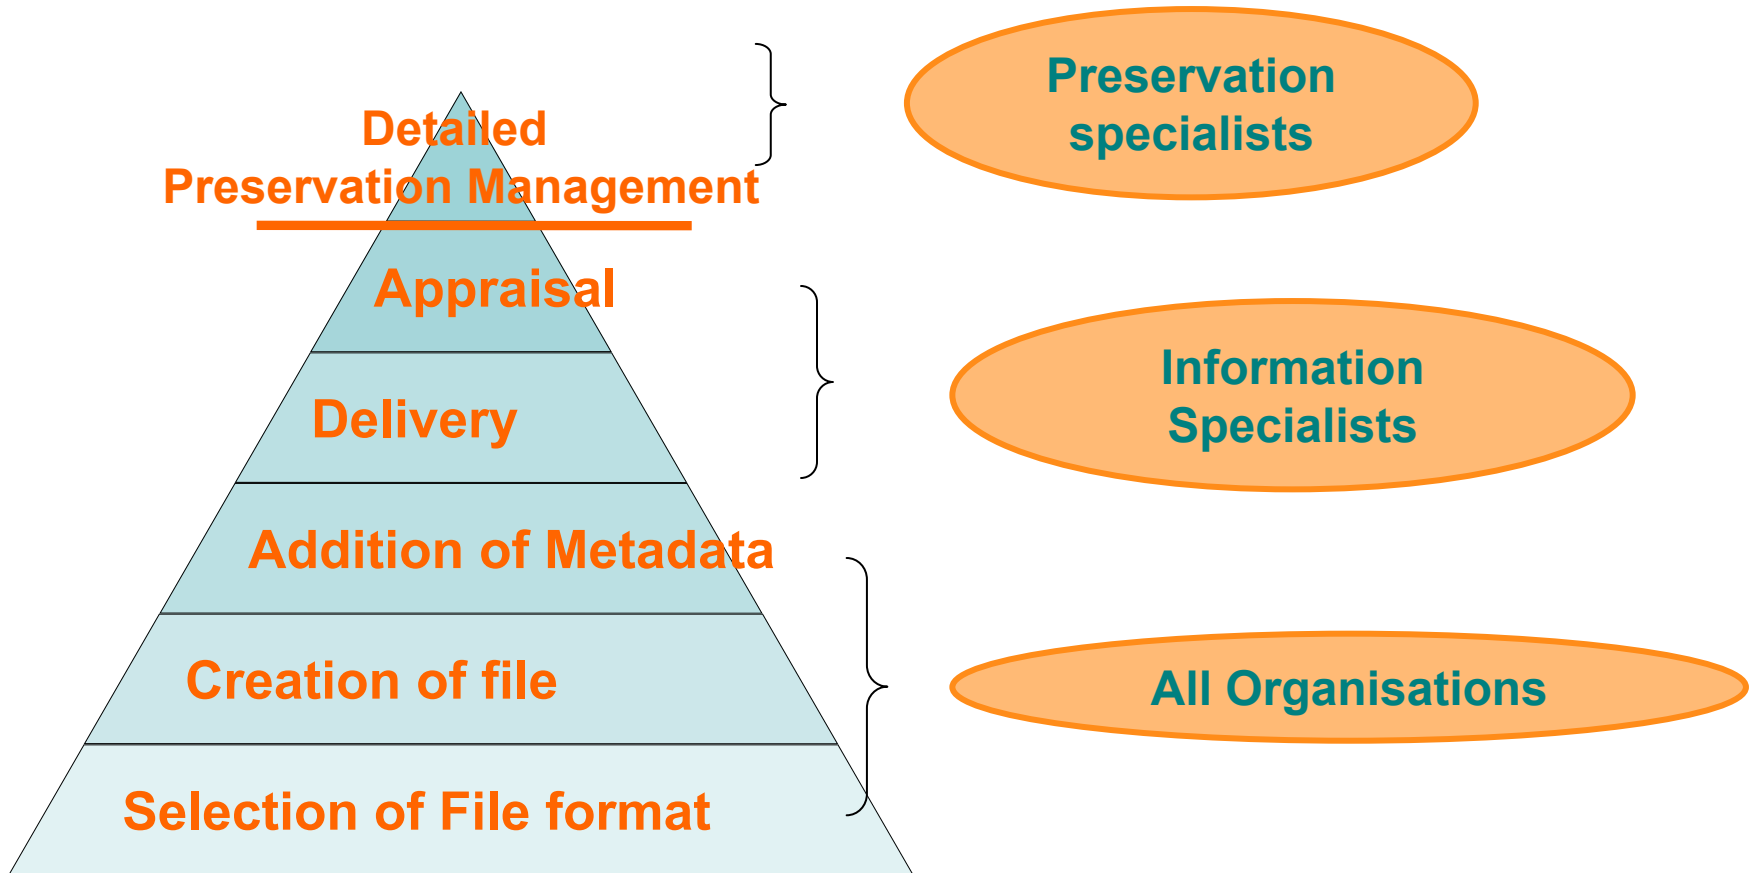 Detailed
Preservation Management
Appraisal
Delivery
Addition of Metadata
Creation of file
Selection of File format
Preservation
specialists
Information
Specialists
All Organisations